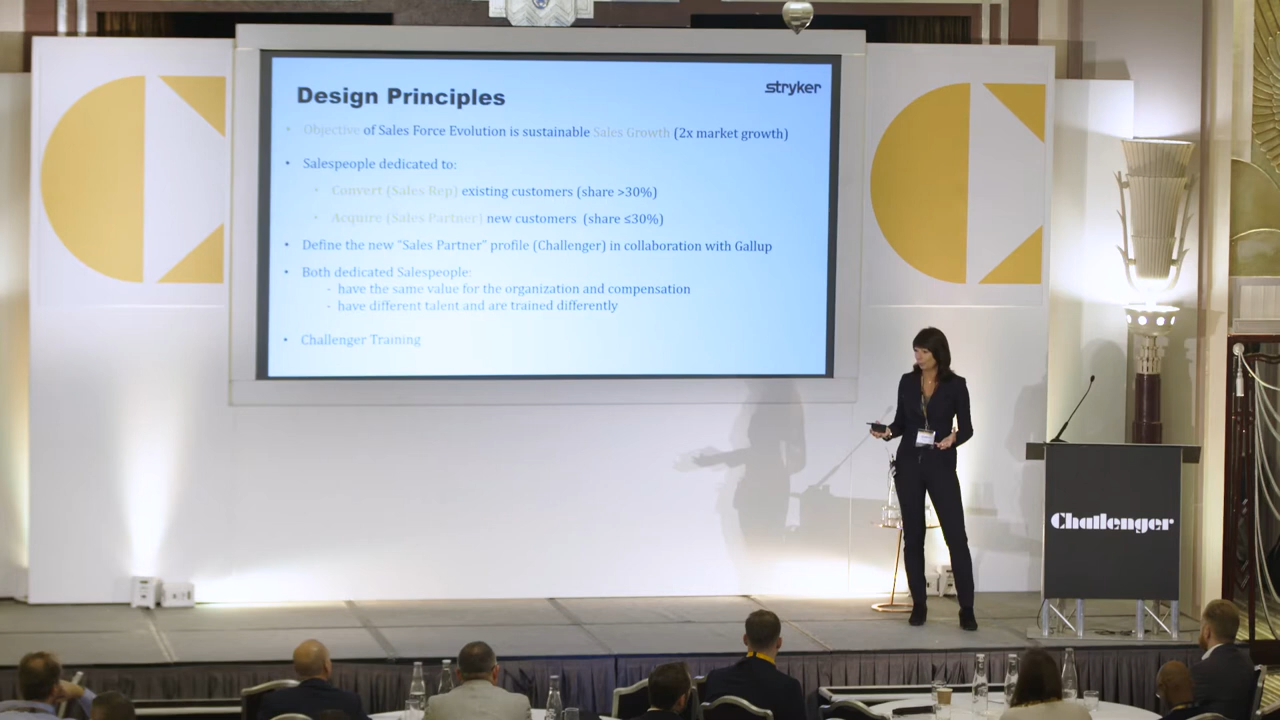 Design Principles
stryker
• Objective of Sales Force Evolution is sustainable Sales Growth (2x market growth)
• Salespeople dedicated to:
• Convert (Sales Rep) existing customers (share >30%)
• Acquire (Sales Partner) new customers (share ≤30%)
• Define the new “Sales Partner” profile (Challenger) in collaboration with Gallup
• Both dedicated Salespeople:
- have the same value for the organization and compensation
- have different talent and are trained differently
• Challenger Training
Challenger